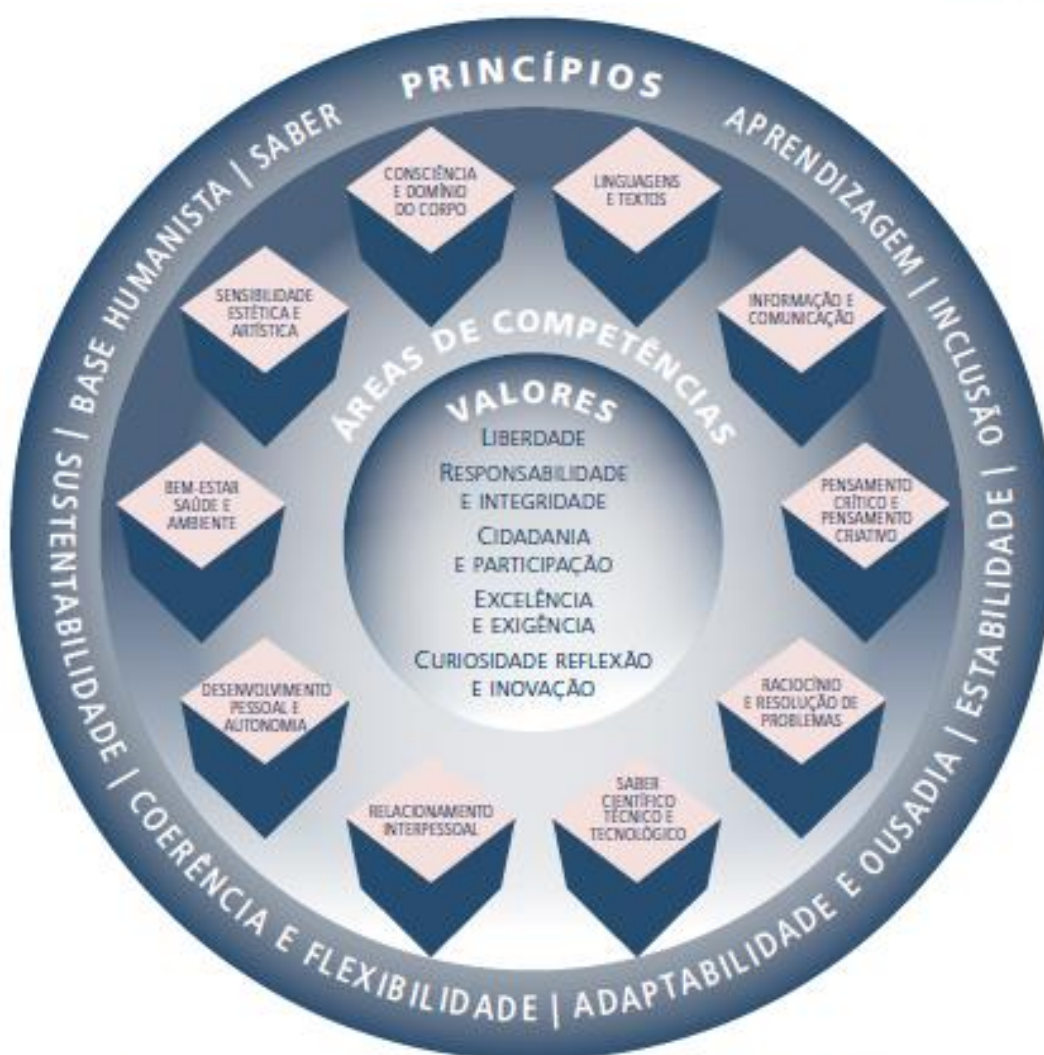 PRINCÍPIOS
BASE HUMANISTA | SABER
APRENDIZAGEM | INCLUSÃO |
ESTABILIDADE |
ADAPTABILIDADE E OUSADIA |
COERÊNCIA E FLEXIBILIDADE |
SUSTENTABILIDADE |
ÁREAS DE COMPETÊNCIAS
CONSCIÊNCIA
E DOMÍNIO
DO CORPO
LINGUAGENS
E TEXTOS
INFORMAÇÃO E
COMUNICAÇÃO
PENSAMENTO
CRÍTICO E
PENSAMENTO
CRIATIVO
RACIOCÍNIO
E RESOLUÇÃO DE
PROBLEMAS
SABER
CIENTÍFICO
TÉCNICO E
TECNOLÓGICO
RELACIONAMENTO
INTERPESSOAL
DESENVOLVIMENTO
PESSOAL E
AUTONOMIA
BEM-ESTAR
SAÚDE E
AMBIENTE
SENSIBILIDADE
ESTÉTICA E
ARTÍSTICA
VALORES
LIBERDADE
RESPONSABILIDADE
E INTEGRIDADE
CIDADANIA
E PARTICIPAÇÃO
EXCELÊNCIA
E EXIGÊNCIA
CURIOSIDADE REFLEXÃO
E INOVAÇÃO